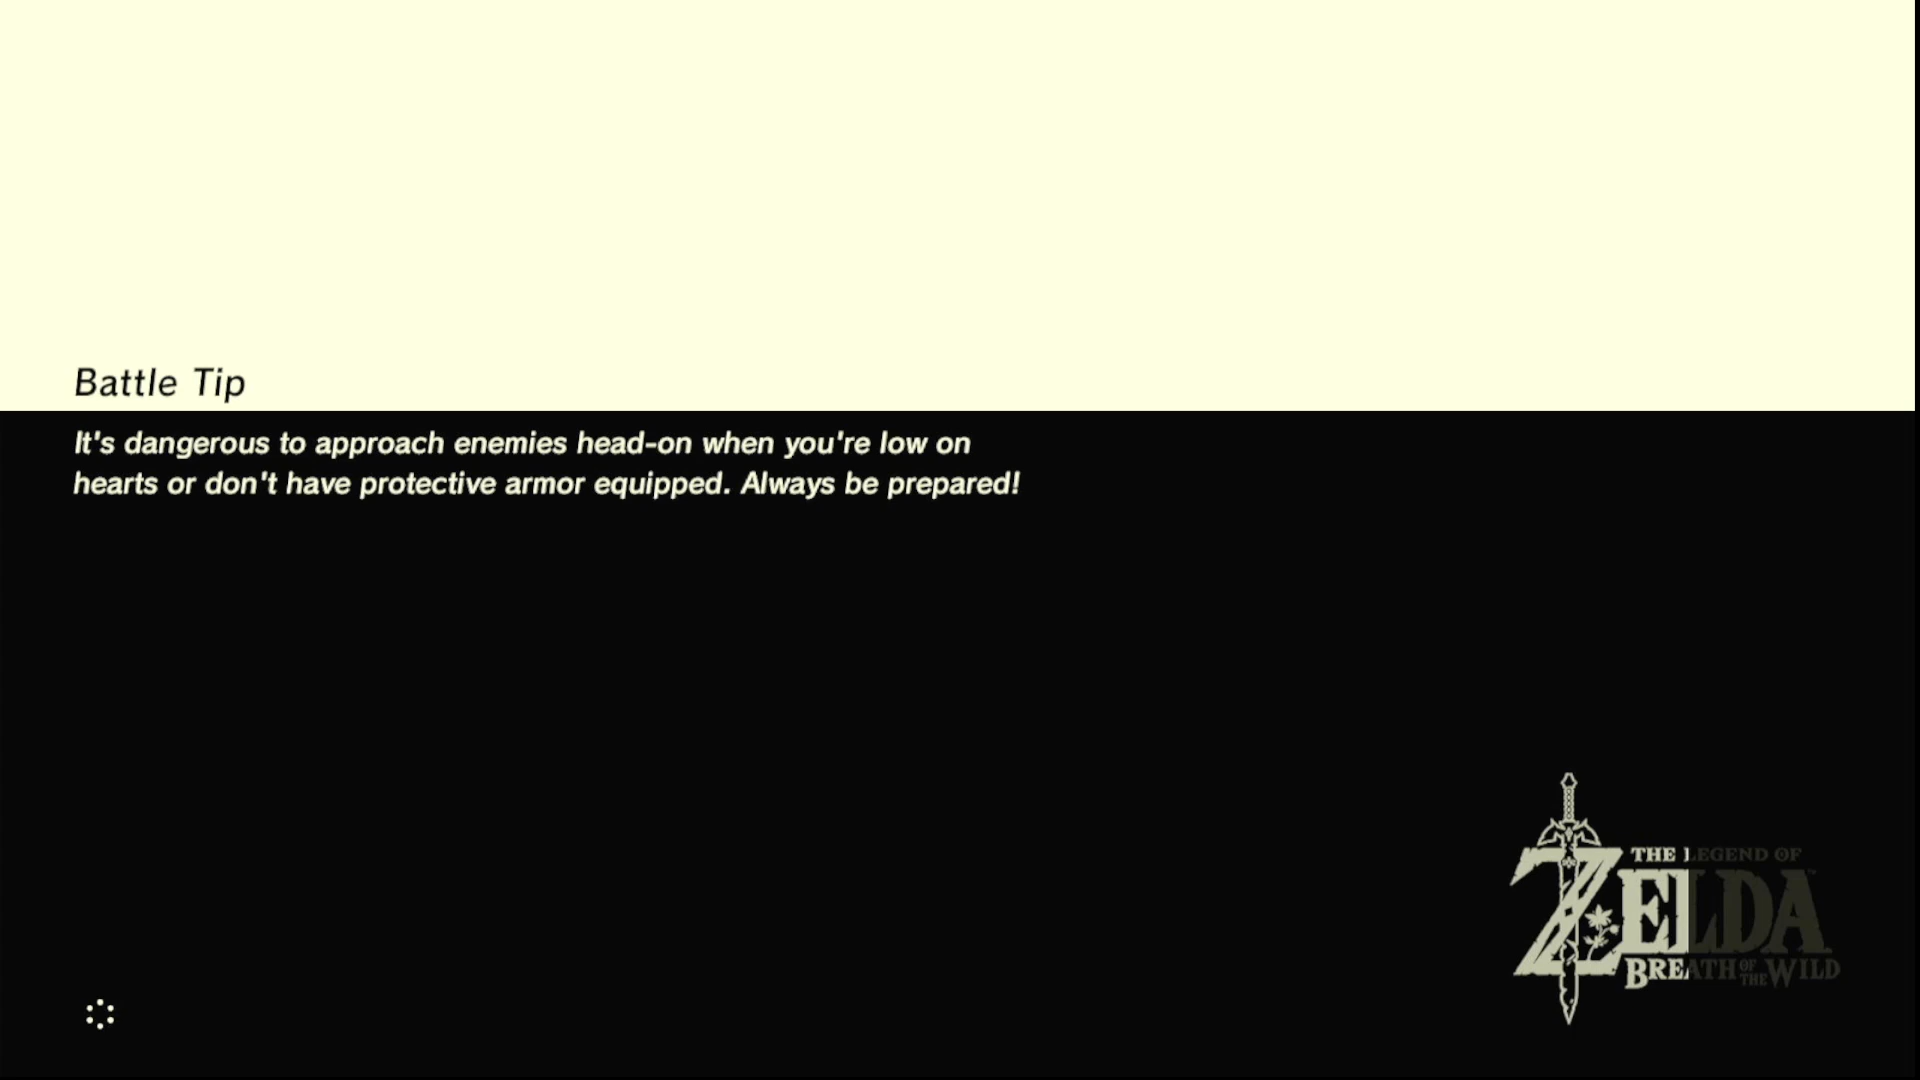 Battle Tip
It's dangerous to approach enemies head-on when you're low on
hearts or don't have protective armor equipped. Always be prepared!
THE LEGEND OF
ZELDA
BREATH OF THE WILD